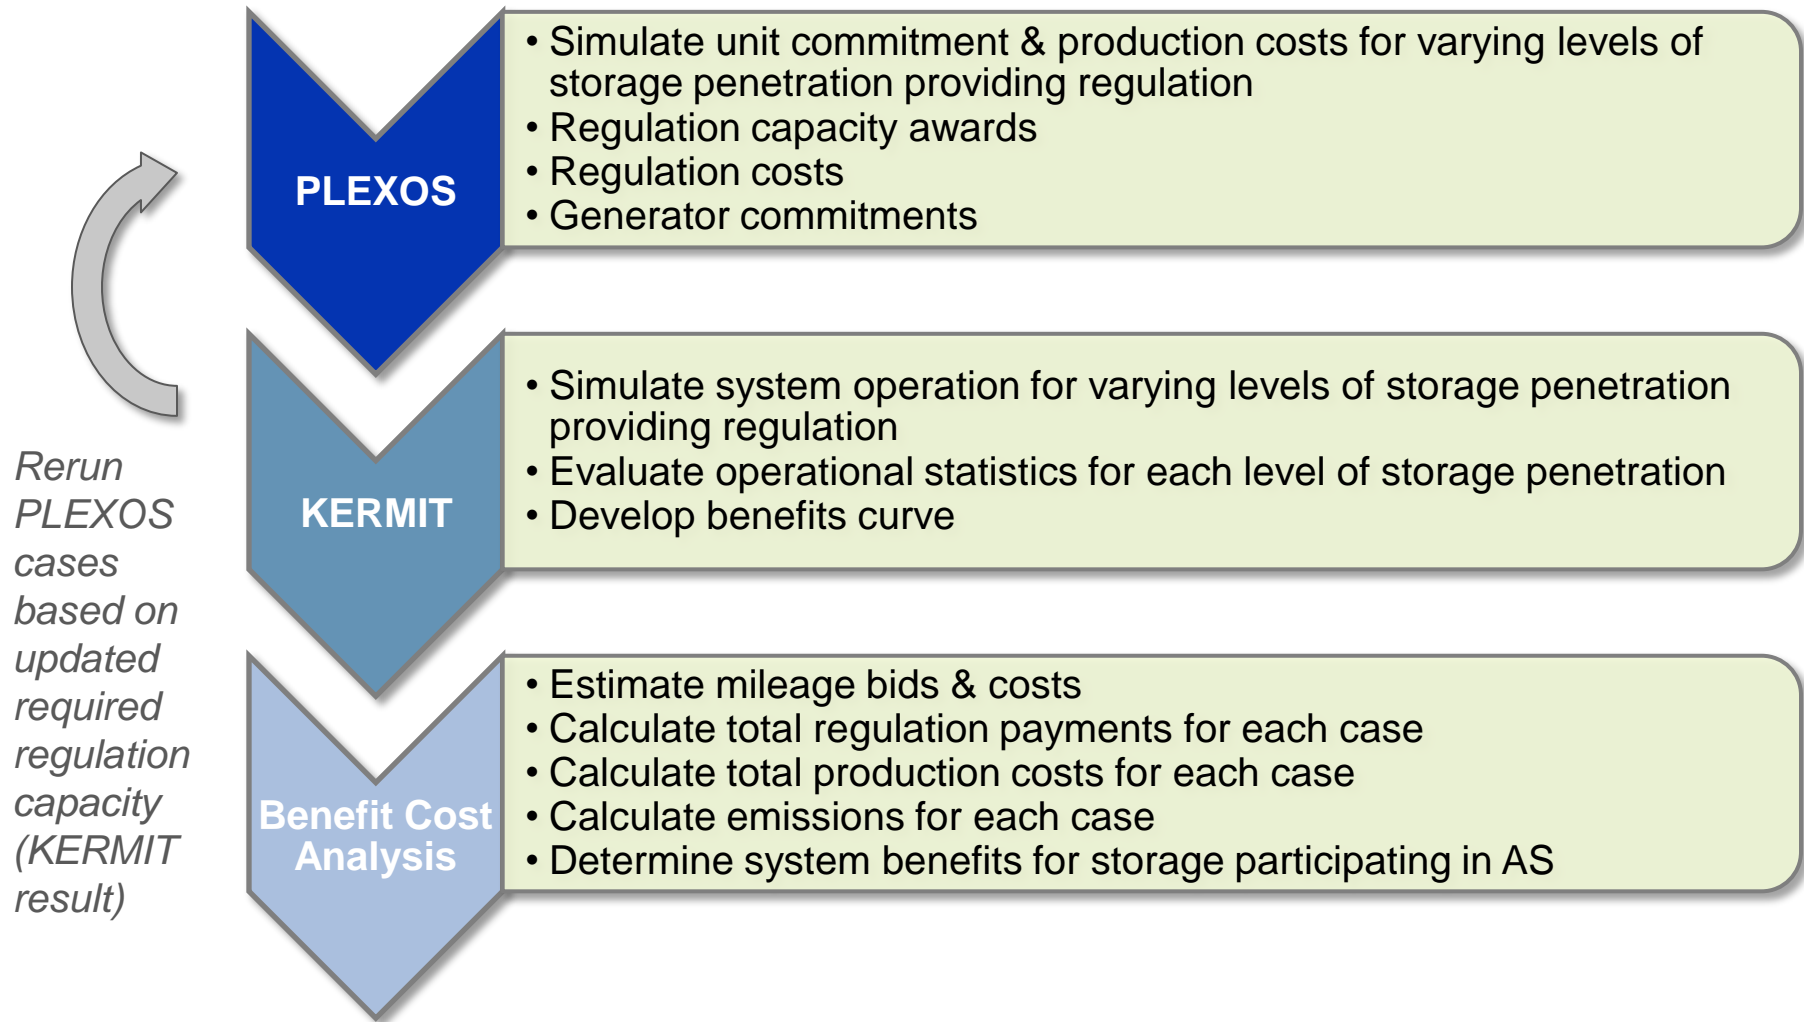 PLEXOS
• Simulate unit commitment & production costs for varying levels of
storage penetration providing regulation
• Regulation capacity awards
• Regulation costs
• Generator commitments
KERMIT
• Simulate system operation for varying levels of storage penetration
providing regulation
• Evaluate operational statistics for each level of storage penetration
• Develop benefits curve
Benefit Cost
Analysis
• Estimate mileage bids & costs
• Calculate total regulation payments for each case
• Calculate total production costs for each case
• Calculate emissions for each case
• Determine system benefits for storage participating in AS
Rerun
PLEXOS
cases
based on
updated
required
regulation
capacity
(KERMIT
result)